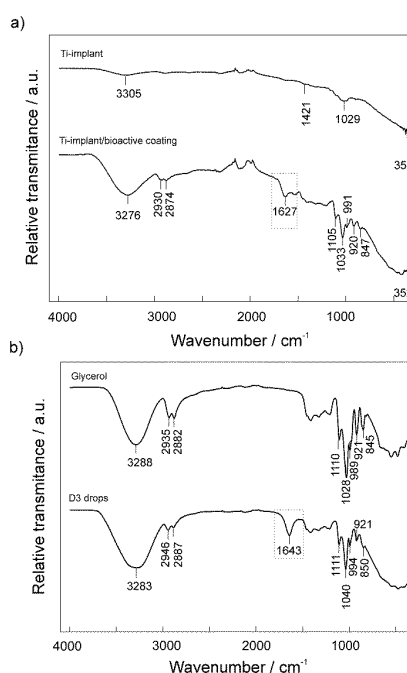 a)
Ti-implant
3305
1421
1029
35
Ti-implant/bioactive coating
3276
2930
2874
1627
1105
1033
991
920
847
35
4000 3000 2000 1000
Wavenumber / cm-1
Relative transmitance / a.u.
b)
Glycerol
3288
2935
2882
1110
1028
989
921
845
D3 drops
3283
2946
2887
1643
1111
1040
994
921
850
4000 3000 2000 1000
Wavenumber / cm-1
Relative transmitance / a.u.